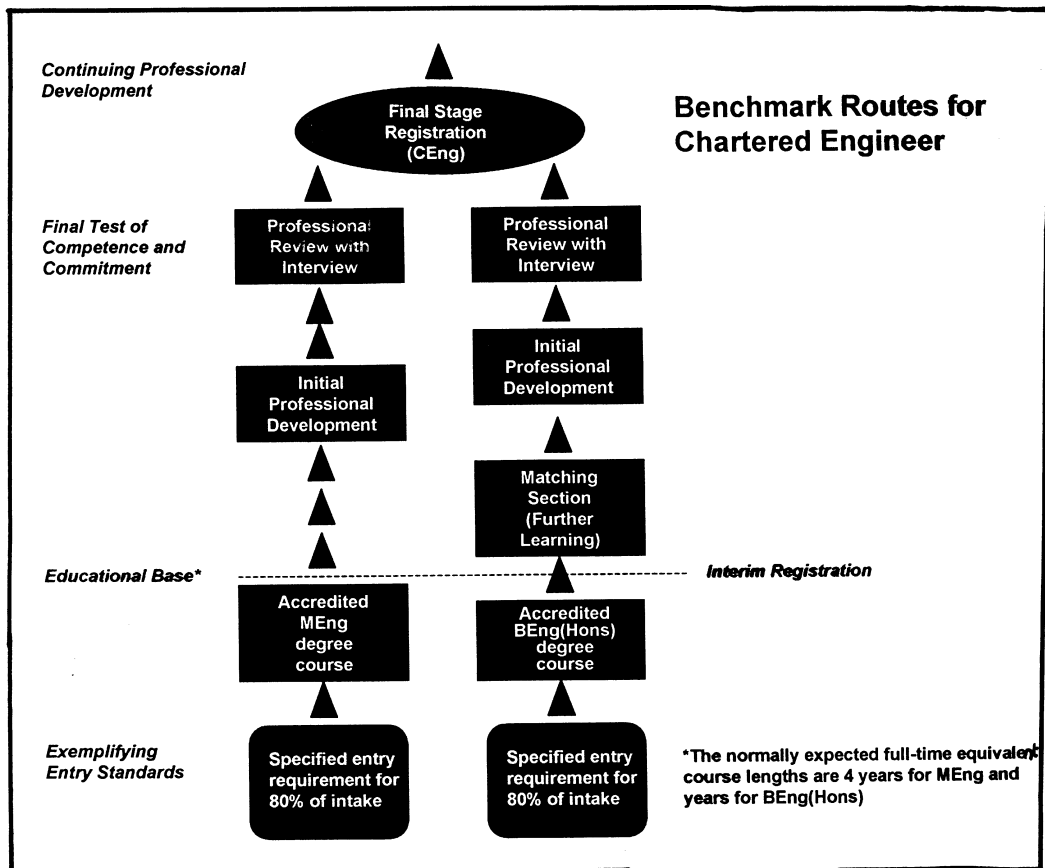 Continuing Professional
Development
Final Stage
Registration
(CEng)
Benchmark Routes for
Chartered Engineer
Final Test of
Competence and
Commitment
Professional
Review with
Interview
Professional
Review with
Interview
Initial
Professional
Development
Initial
Professional
Development
Matching
Section
(Further
Learning)
Educational Base*
Interim Registration
Accredited
MEng
degree
course
Accredited
BEng(Hons)
degree
course
Exemplifying
Entry Standards
Specified entry
requirement for
80% of intake
Specified entry
requirement for
80% of intake
*The normally expected full-time equivalent
course lengths are 4 years for MEng and
years for BEng(Hons)